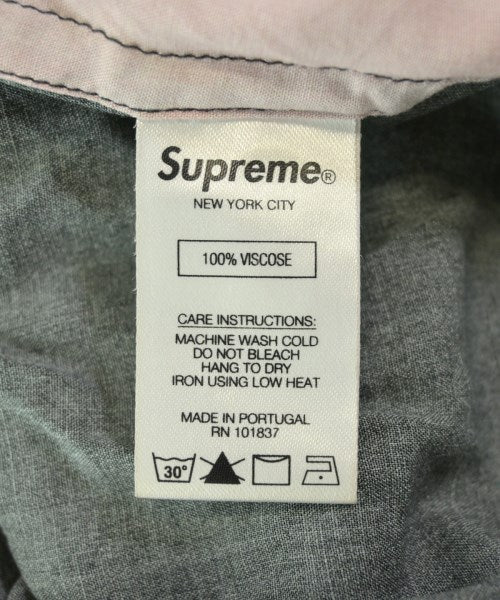 Supreme®
NEW YORK CITY
100% VISCOSE
CARE INSTRUCTIONS:
MACHINE WASH COLD
DO NOT BLEACH
HANG TO DRY
IRON USING LOW HEAT
MADE IN PORTUGAL
RN 101837
30°